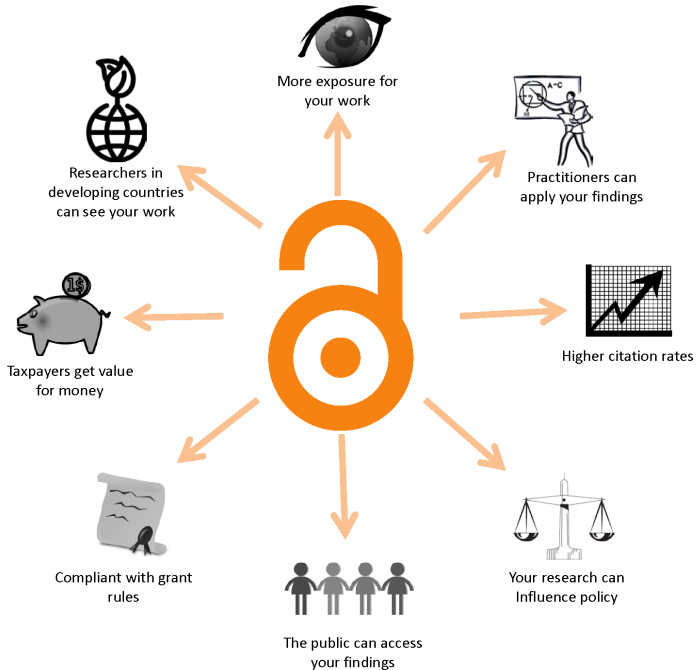 More exposure for
your work
A-C
Practitioners can
apply your findings
Higher citation rates
Your research can
Influence policy
The public can access
your findings
Compliant with grant
rules
1$
Taxpayers get value
for money
Researchers in
developing countries
can see your work